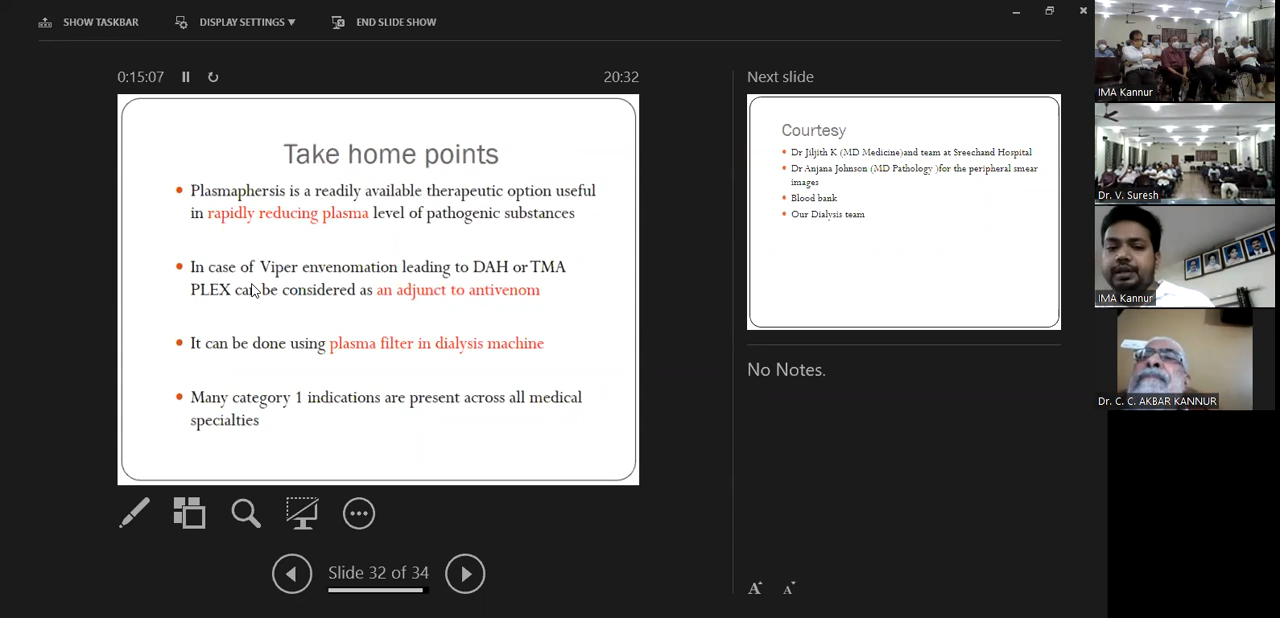 SHOW TASKBAR
DISPLAY SETTINGS ▼
END SLIDE SHOW
0:15:07
20:32
Take home points
• Plasmaphersis is a readily available therapeutic option useful
in rapidly reducing plasma level of pathogenic substances
• In case of Viper envenomation leading to DAH or TMA
PLEX can be considered as an adjunct to antivenom
• It can be done using plasma filter in dialysis machine
• Many category 1 indications are present across all medical
specialties
Slide 32 of 34
Next slide
Courtesy
• Dr Jiljith K (MD Medicine)and team at Sreechand Hospital
• Dr Anjana Johnson (MD Pathology )for the peripheral smear
images
• Blood bank
• Our Dialysis team
No Notes.
A A
IMA Kannur
Dr. V. Suresh
IMA Kannur
Dr. C. C. AKBAR KANNUR